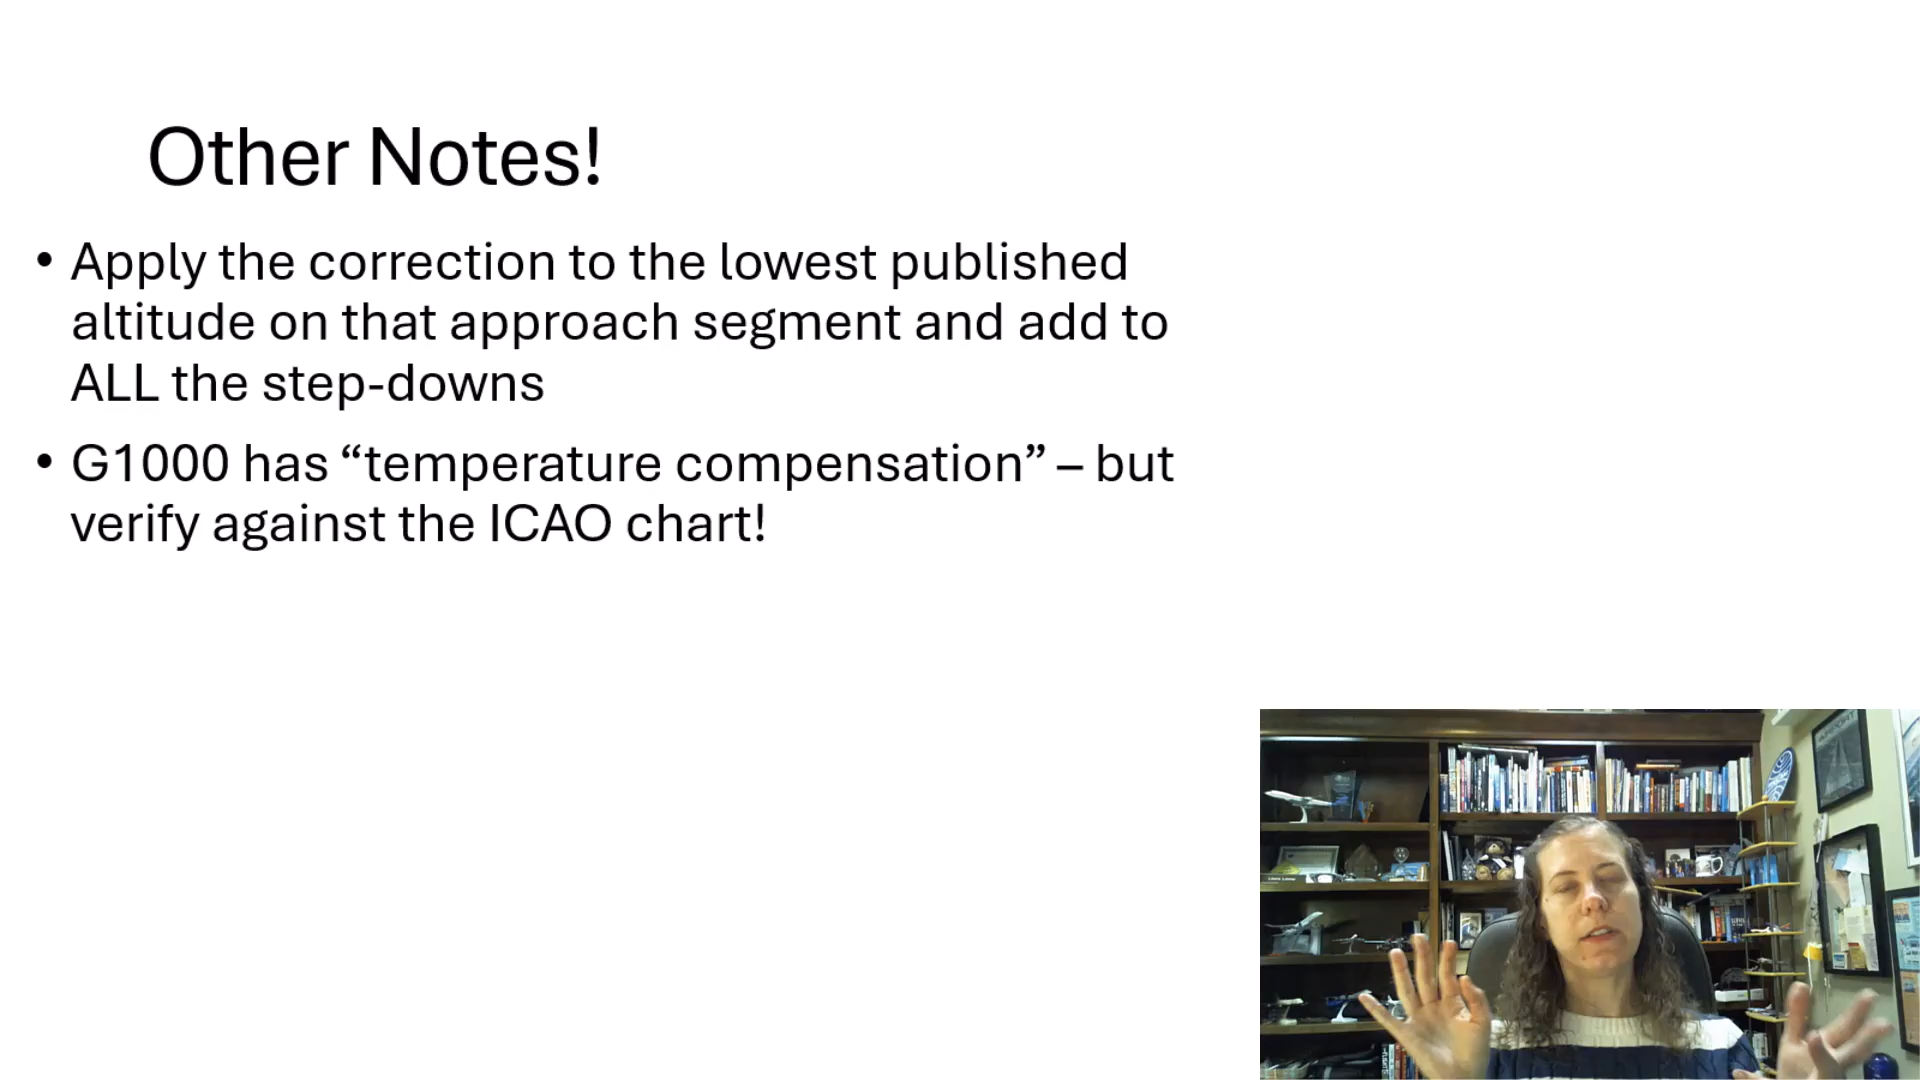 Other Notes!
• Apply the correction to the lowest published
altitude on that approach segment and add to
ALL the step-downs
• G1000 has “temperature compensation” – but
verify against the ICAO chart!